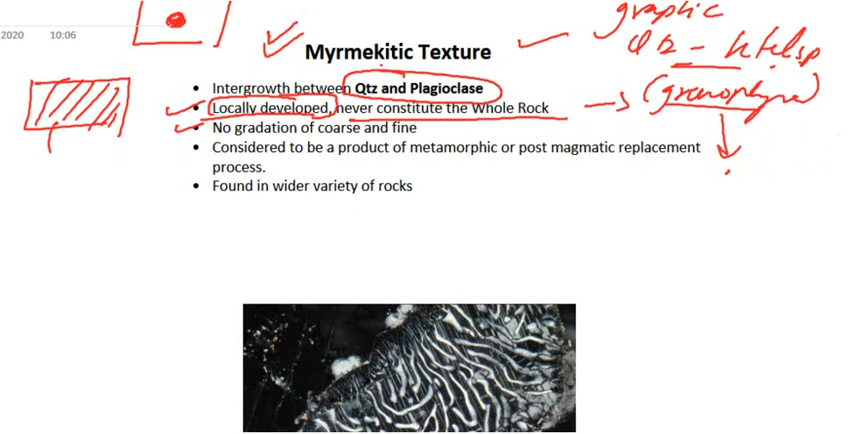 graphic
2020 10:06
Qz - kfelsp
Myrmekitic Texture
• Intergrowth between Qtz and Plagioclase
• Locally developed, never constitute the Whole Rock
(granophyre)
• No gradation of coarse and fine
• Considered to be a product of metamorphic or post magmatic replacement
process.
• Found in wider variety of rocks